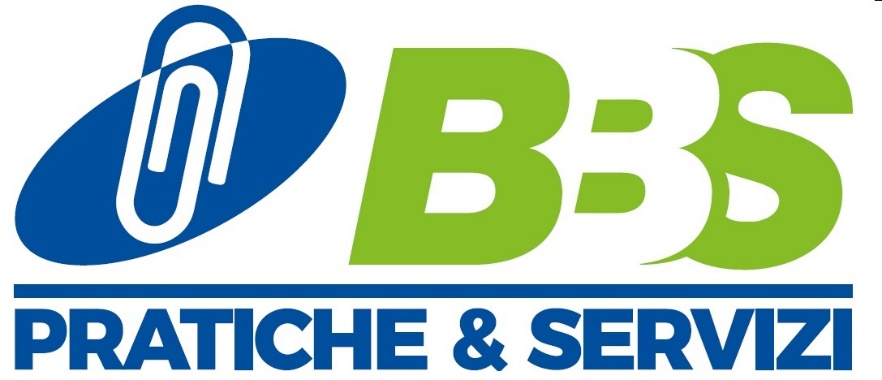 BBS
PRATICHE & SERVIZI